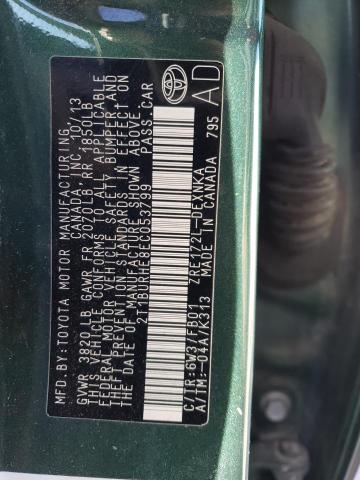 MFD.BY: TOYOTA MOTOR MANUFACTURING
CANADA, INC. 10/13
GVWR 3820LB GAWR FR 2070LB RR 1850LB
THIS VEHICLE CONFORMS TO ALL APPLICABLE
FEDERAL MOTOR VEHICLE SAFETY, BUMPER, AND
THEFT PREVENTION STANDARDS IN EFFECT ON
THE DATE OF MANUFACTURE SHOWN ABOVE.
PASS.CAR
C/TR:6W3/FB01 ZRE172L-DEXNKA
A/TM:-04A/K313 MADE IN CANADA 795
AD